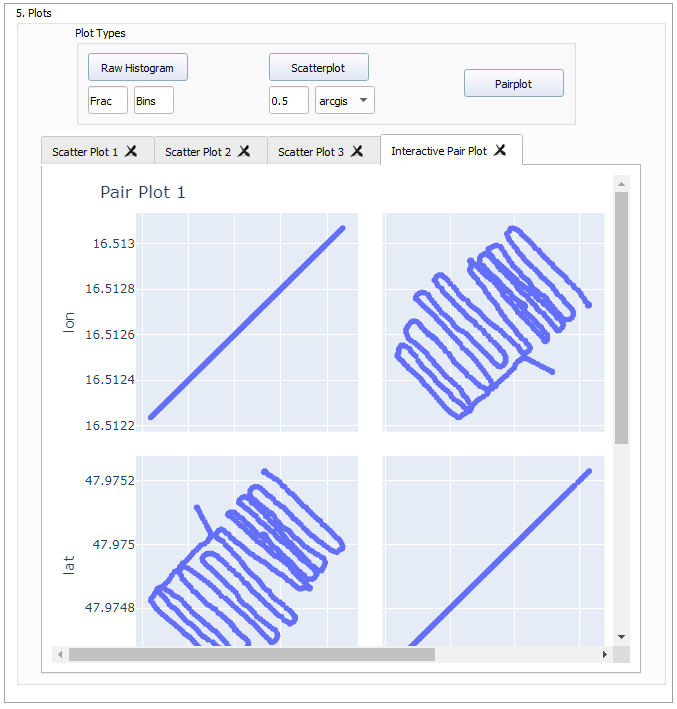 5. Plots
Plot Types
Raw Histogram
Scatterplot
Pairplot
Frac
Bins
0.5
arcgis
Scatter Plot 1
Scatter Plot 2
Scatter Plot 3
Interactive Pair Plot
Pair Plot 1
16.513
16.5128
16.5126
16.5124
16.5122
lon
47.9752
47.975
47.9748
lat